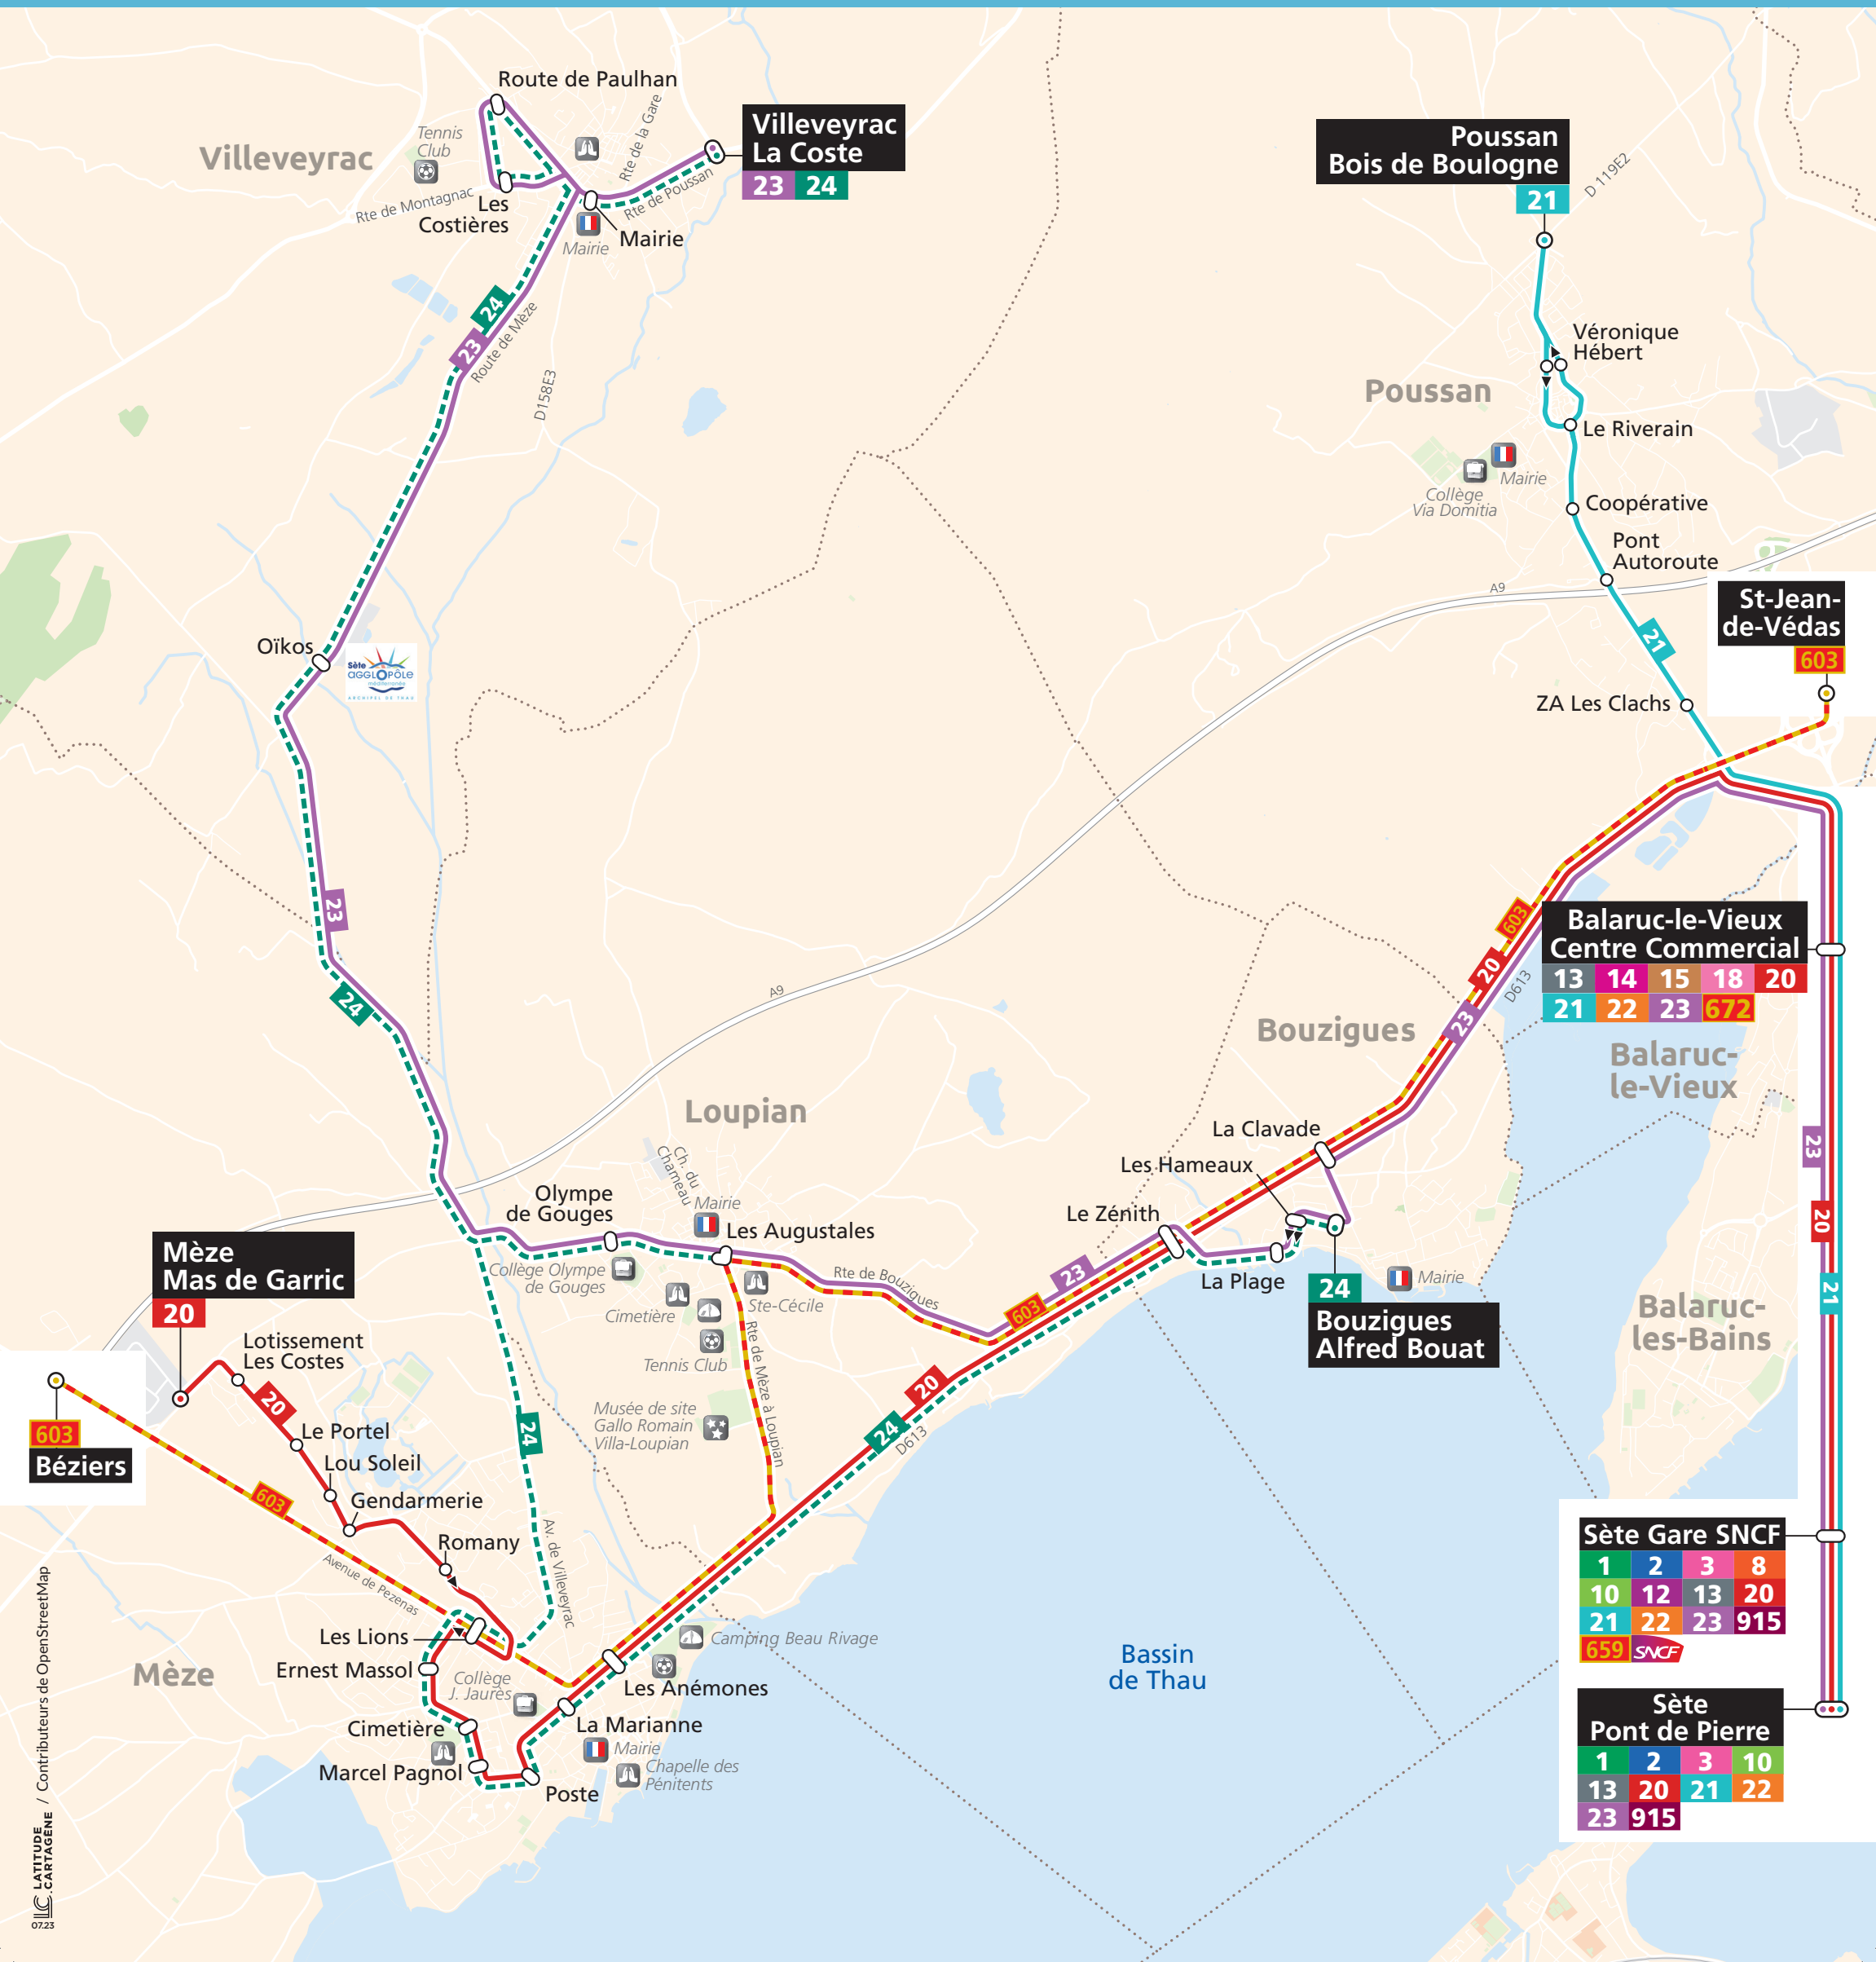 Route de Paulhan
Villeveyrac
Tennis
Club
Rte de la Gare
Rte de Montagnac
Rte de Poussan
Les
Costières
Mairie
Mairie
Villeveyrac
La Coste
23 24
Poussan
Bois de Boulogne
21
D 119E2
24
23
Route de Mèze
D158E3
Véronique
Hébert
Poussan
Le Riverain
Mairie
Collège
Via Domitia
Coopérative
Pont
Autoroute
A9
21
St-Jean-
de-Védas
603
ZA Les Clachs
Oïkos
Sète
AGGLOPÔLE
méditerranée
ARCHIPEL DE THAU
23
24
A9
603
20
23
D613
Balaruc-le-Vieux
Centre Commercial
13 14 15 18 20
21 22 23 672
Bouzigues
Balaruc-
le-Vieux
Loupian
Ch. du
Chameau
La Clavade
Les Hameaux
Le Zénith
La Plage
24
Bouzigues
Alfred Bouat
Mairie
23
20
21
Olympe
de Gouges
Mairie
Les Augustales
Collège Olympe
de Gouges
Cimetière
Ste-Cécile
Tennis Club
Rte de Bouzigues
Rte de Mèze à Loupian
Musée de site
Gallo Romain
Villa-Loupian
23
603
20
24
D613
Balaruc-
les-Bains
Mèze
Mas de Garric
20
Lotissement
Les Costes
20
Le Portel
Lou Soleil
Gendarmerie
Romany
603
Béziers
603
Avenue de Pezenas
24
Av. de Villeveyrac
Les Lions
Ernest Massol
Mèze
Collège
J. Jaurès
Cimetière
Marcel Pagnol
Poste
Camping Beau Rivage
Les Anémones
La Marianne
Mairie
Chapelle des
Pénitents
Bassin
de Thau
Sète Gare SNCF
1 2 3 8
10 12 13 20
21 22 23 915
659 SNCF
Sète
Pont de Pierre
1 2 3 10
13 20 21 22
23 915
LATITUDE
CARTAGÈNE / Contributeurs de OpenStreetMap
LC
07.23